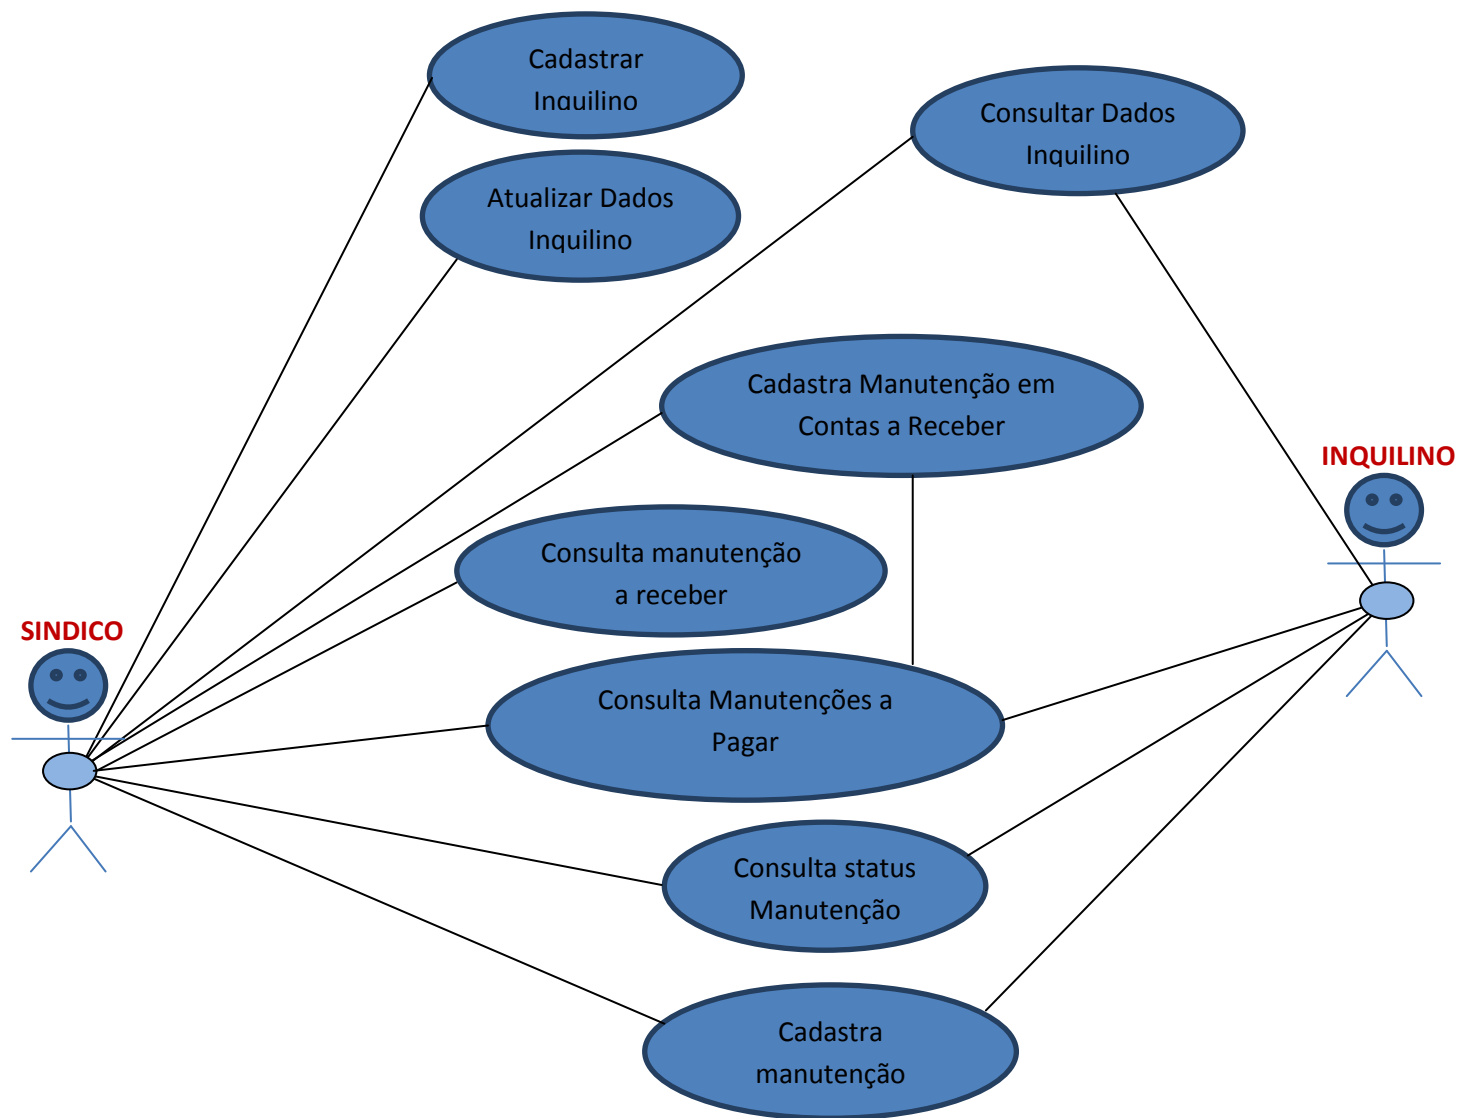 Cadastrar
Inquilino
Consultar Dados
Inquilino
Atualizar Dados
Inquilino
Cadastra Manutenção em
Contas a Receber
INQUILINO
Consulta manutenção
a receber
SINDICO
Consulta Manutenções a
Pagar
Consulta status
Manutenção
Cadastra
manutenção